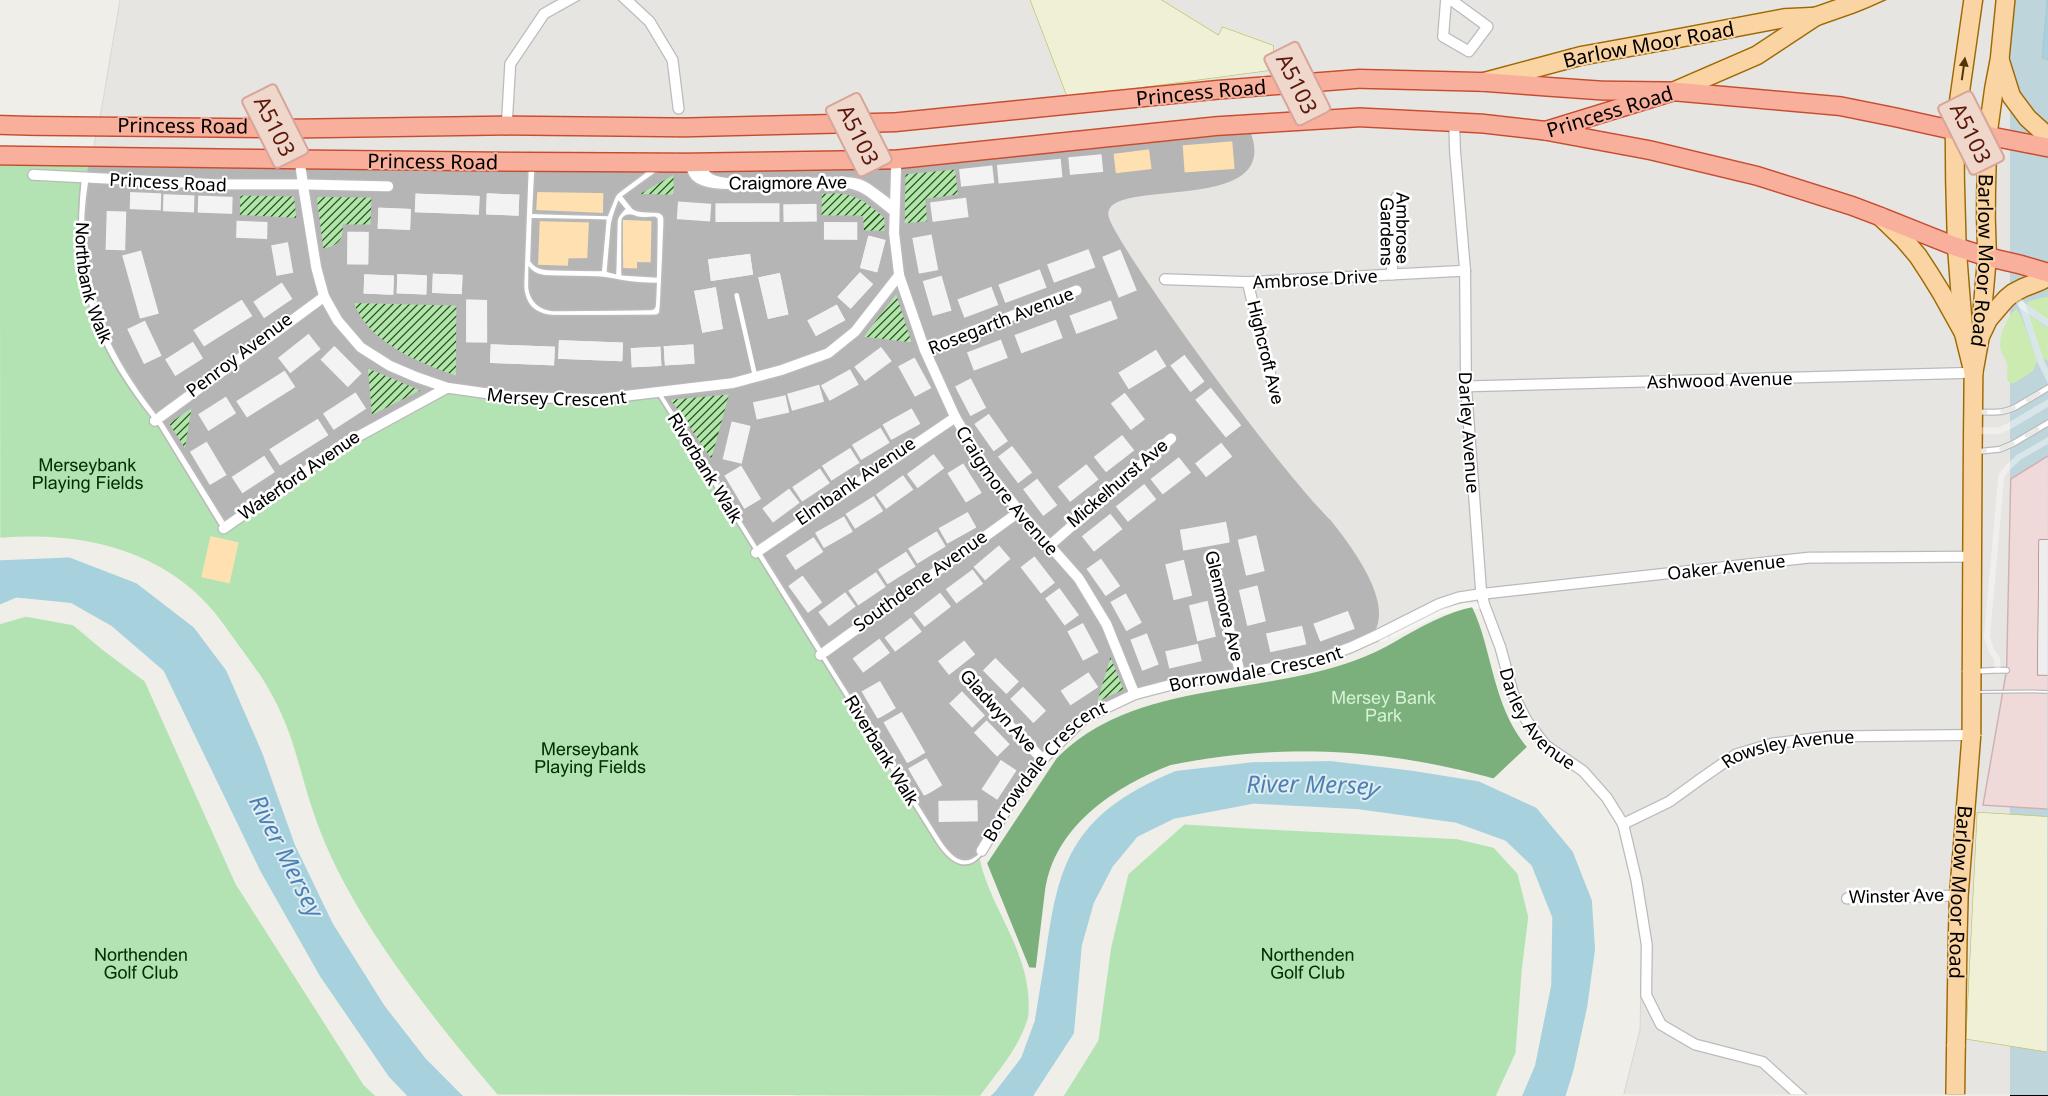 Barlow Moor Road
Princess Road
A5103
A5103
Princess Road
A5103
Princess Road
A5103
Princess Road
Princess Road
Craigmore Ave
Barlow Moor Road
Ambrose
Gardens
Northbank Walk
Ambrose Drive
Highcroft Ave
Rosegarth Avenue
Penroy Avenue
Mersey Crescent
Ashwood Avenue
Darley Avenue
Riverbank Walk
Merseybank
Playing Fields
Waterford Avenue
Elmbank Avenue
Craigmore Avenue
Mickelhurst Ave
Southdene Avenue
Glenmore Ave
Oaker Avenue
Borrowdale Crescent
Mersey Bank
Park
Gladwyn Ave
Riverbank Walk
Borrowdale Crescent
Darley Avenue
Rowsley Avenue
Merseybank
Playing Fields
River Mersey
River Mersey
Winster Ave
Barlow Moor Road
Northenden
Golf Club
Northenden
Golf Club